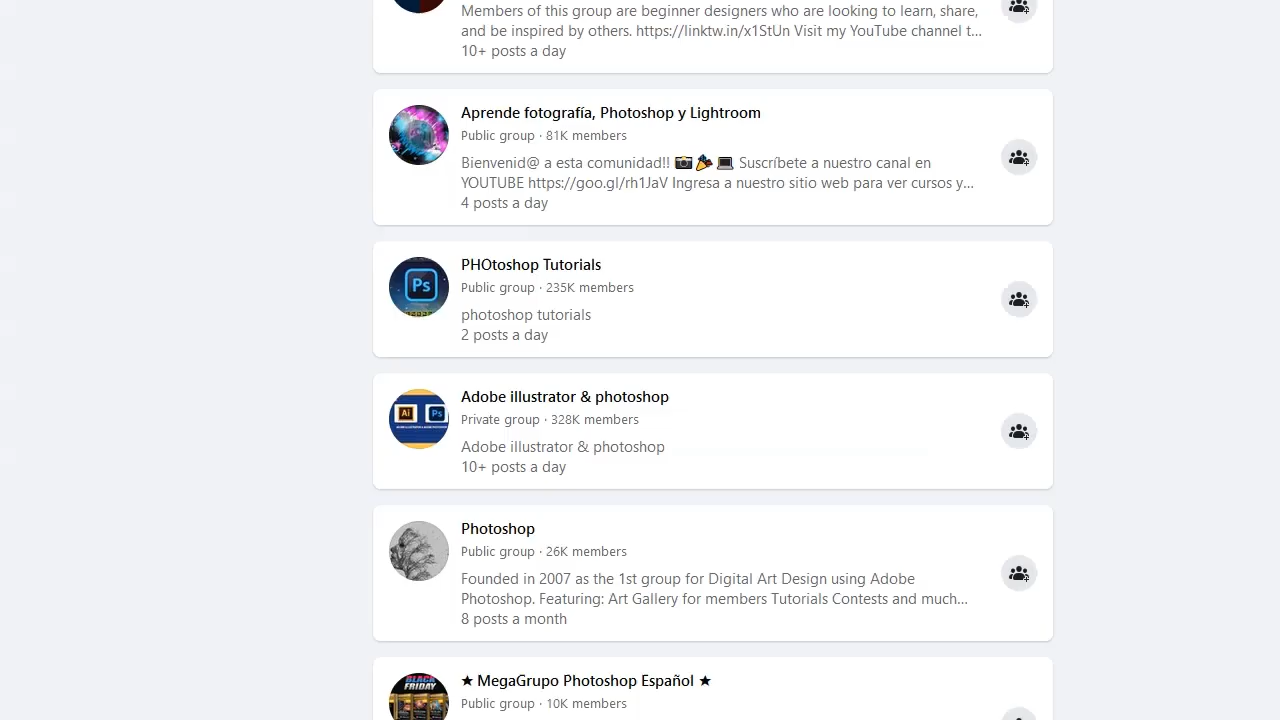 Members of this group are beginner designers who are looking to learn, share,
and be inspired by others. https://linktw.in/x1StUn Visit my YouTube channel t...
10+ posts a day
Aprende fotografía, Photoshop y Lightroom
Public group · 81K members
Bienvenid@ a esta comunidad!! 📸🎉💻 Suscríbete a nuestro canal en
YOUTUBE https://goo.gl/rh1JaV Ingresa a nuestro sitio web para ver cursos y...
4 posts a day
Ps
PHOtoshop Tutorials
Public group · 235K members
photoshop tutorials
2 posts a day
Ai Ps
Adobe illustrator & photoshop
Private group · 328K members
Adobe illustrator & photoshop
10+ posts a day
Photoshop
Public group · 26K members
Founded in 2007 as the 1st group for Digital Art Design using Adobe
Photoshop. Featuring: Art Gallery for members Tutorials Contests and much...
8 posts a month
BLACK
FRIDAY
★ MegaGrupo Photoshop Español ★
Public group · 10K members